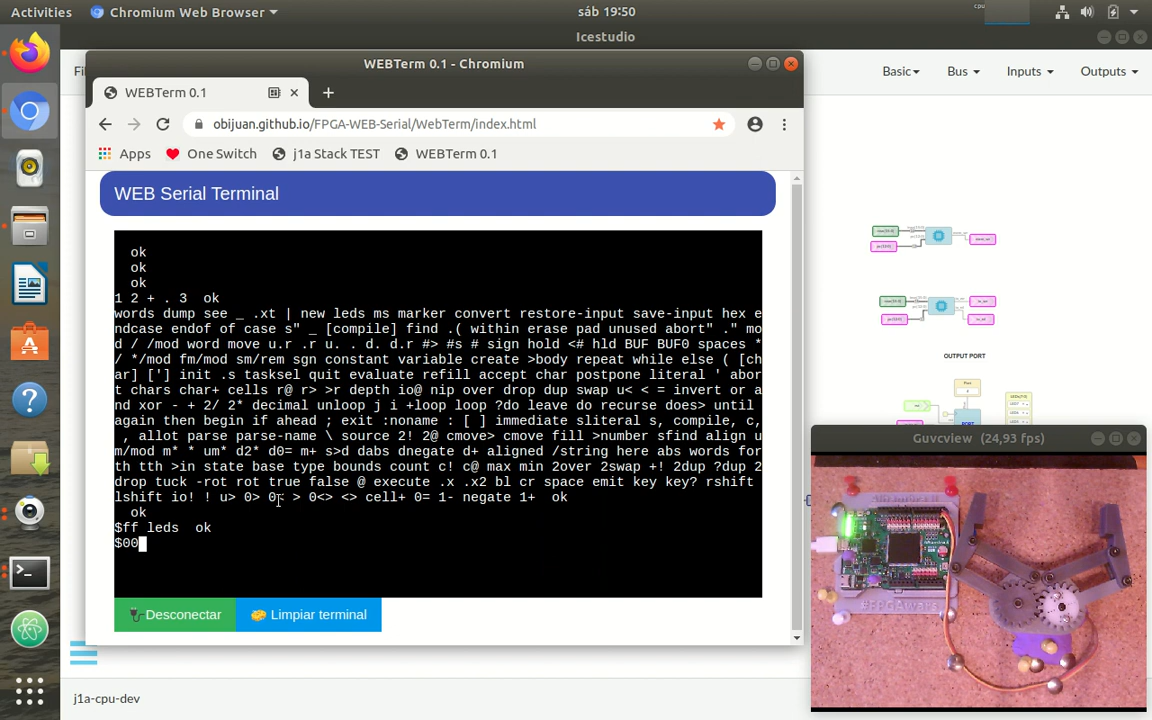 Activities
Chromium Web Browser
sáb 19:50
cpu
Icestudio
WEBTerm 0.1 - Chromium
WEBTerm 0.1
obijuan.github.io/FPGA-WEB-Serial/WebTerm/index.html
Apps
One Switch
j1a Stack TEST
WEBTerm 0.1
Basic
Bus
Inputs
Outputs
WEB Serial Terminal
ok
ok
ok
1 2 + . 3  ok
words dump see _ .xt | new leds ms marker convert restore-input save-input hex e
ndcase endof of case s" _ [compile] find .( within erase pad unused abort" ." mo
d / /mod word move u.r .r u. . d. d.r #> #s # sign hold <# hld BUF BUF0 spaces *
/ */mod fm/mod sm/rem sgn constant variable create >body repeat while else ( [ch
ar] ['] init .s tasksel quit evaluate refill accept char postpone literal ' abor
t chars char+ cells r@ r> >r depth io@ nip over drop dup swap u< < = invert or a
nd xor - + 2/ 2* decimal unloop j i +loop loop ?do leave do recurse does> until
again then begin if ahead ; exit :noname : [ ] immediate sliteral s, compile, c,
, allot parse parse-name \ source 2! 2@ cmove> cmove fill >number sfind align u
m/mod m* * um* d2* d0= m+ s>d dabs dnegate d+ aligned /string here abs words for
th tth >in state base type bounds count c! c@ max min 2over 2swap +! 2dup ?dup 2
drop tuck -rot rot true false @ execute .x .x2 bl cr space emit key key? rshift
lshift io! ! u> 0> 0< > 0<> <> cell+ 0= 1- negate 1+  ok
ok
$ff leds  ok
$00
Desconectar
Limpiar terminal
OUTPUT PORT
Guvcview (24,93 fps)
#FPGAwars
j1a-cpu-dev